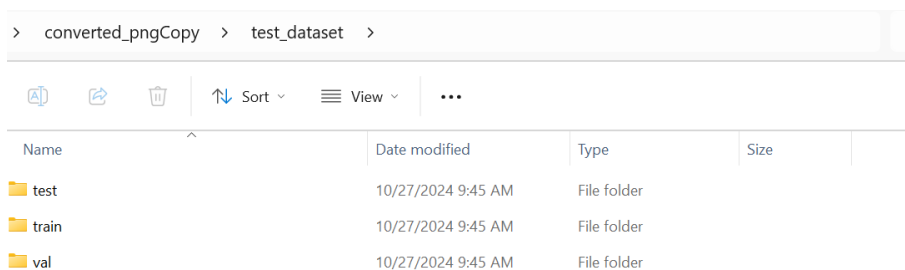 > converted_pngCopy > test_dataset >
Sort View ...
Name Date modified Type Size
test 10/27/2024 9:45 AM File folder
train 10/27/2024 9:45 AM File folder
val 10/27/2024 9:45 AM File folder